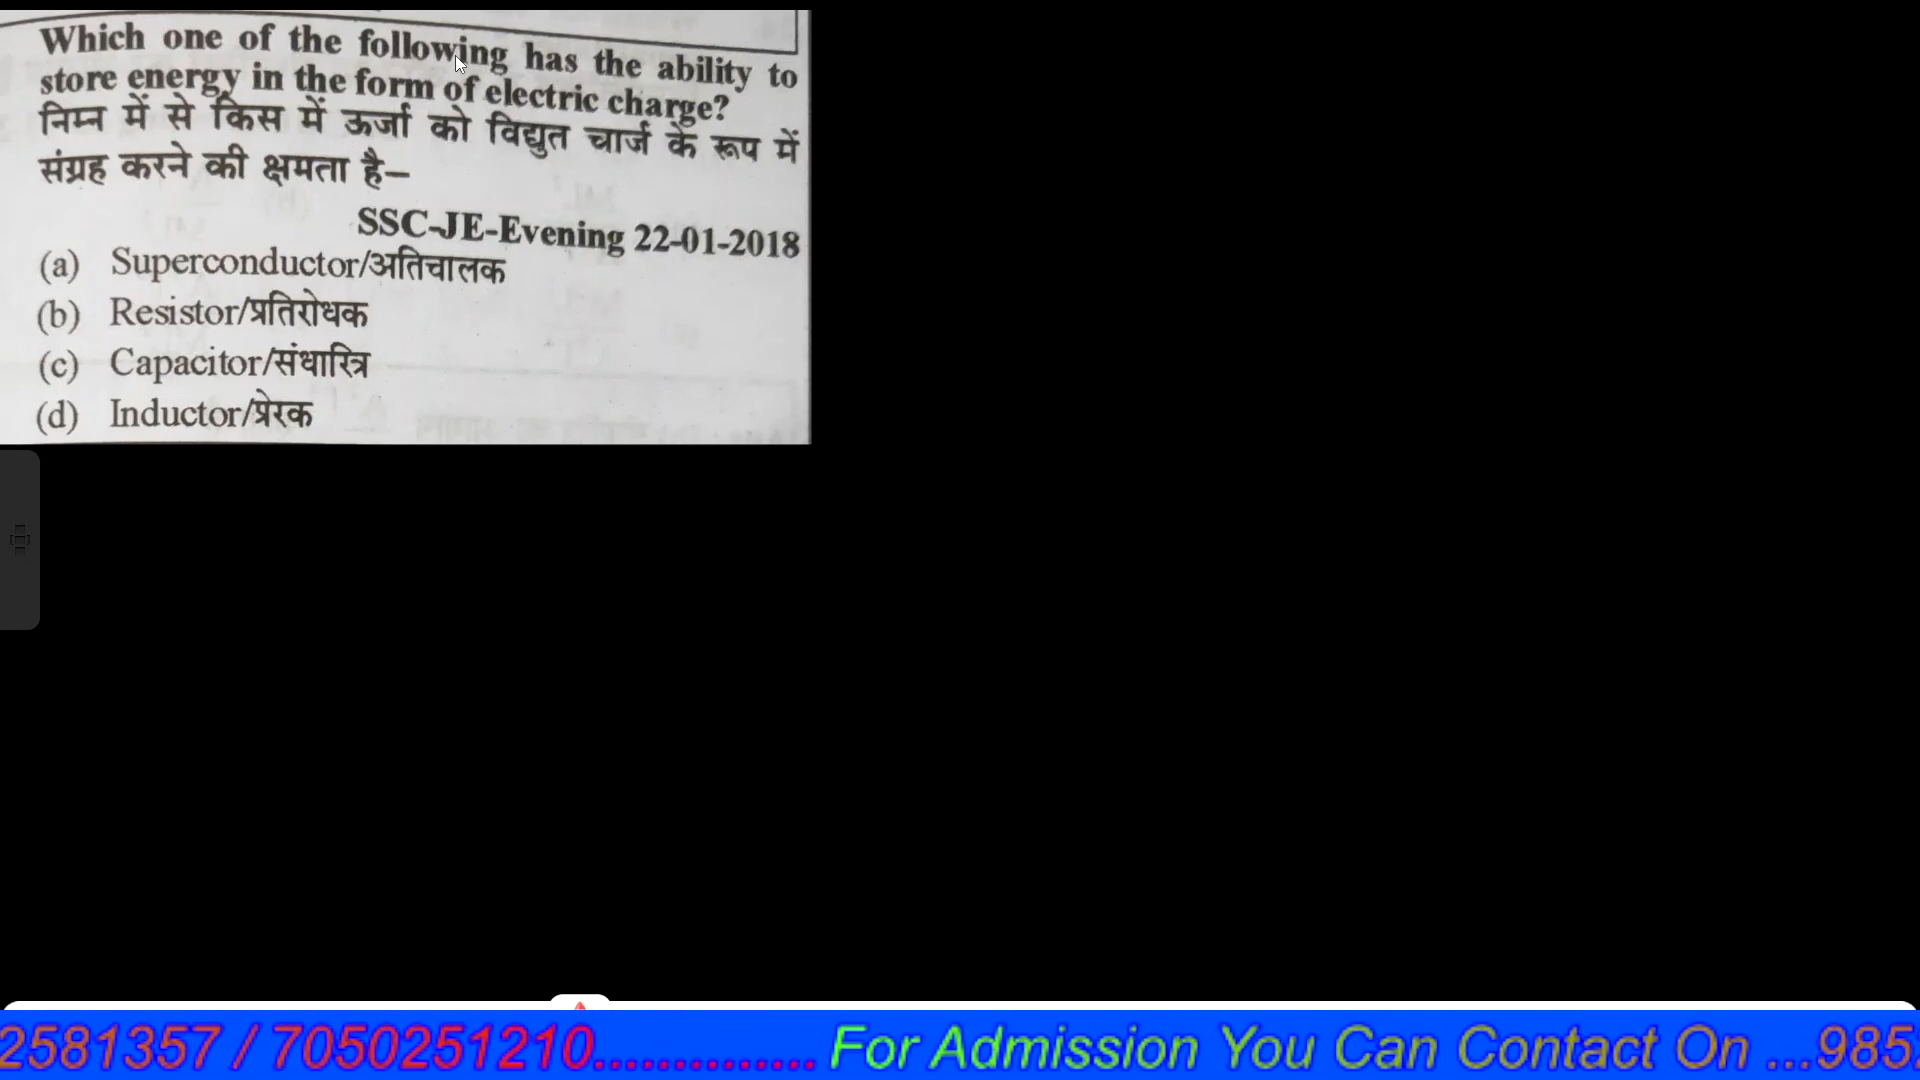 Which one of the following has the ability to
store energy in the form of electric charge?
निम्न में से किस में ऊर्जा को विद्युत चार्ज के रूप में
संग्रह करने की क्षमता है–
SSC-JE-Evening 22-01-2018
(a) Superconductor/अतिचालक
(b) Resistor/प्रतिरोधक
(c) Capacitor/संधारित्र
(d) Inductor/प्रेरक
2581357 / 7050251210.............. For Admission You Can Contact On ...985